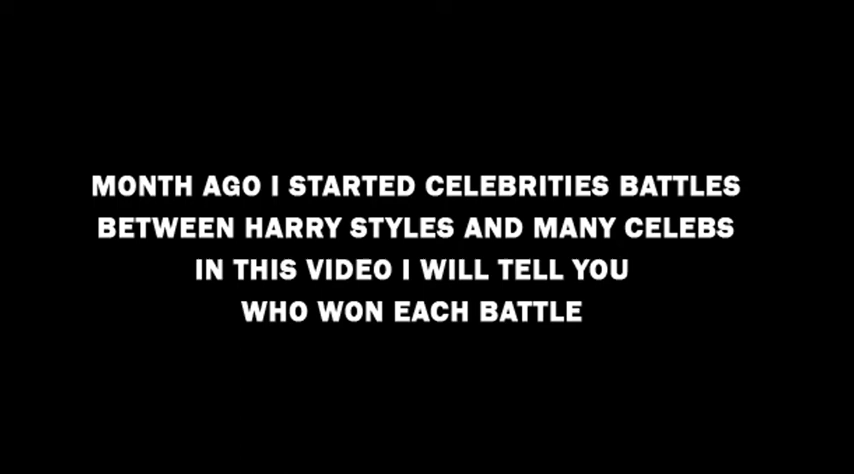 MONTH AGO I STARTED CELEBRITIES BATTLES
BETWEEN HARRY STYLES AND MANY CELEBS
IN THIS VIDEO I WILL TELL YOU
WHO WON EACH BATTLE